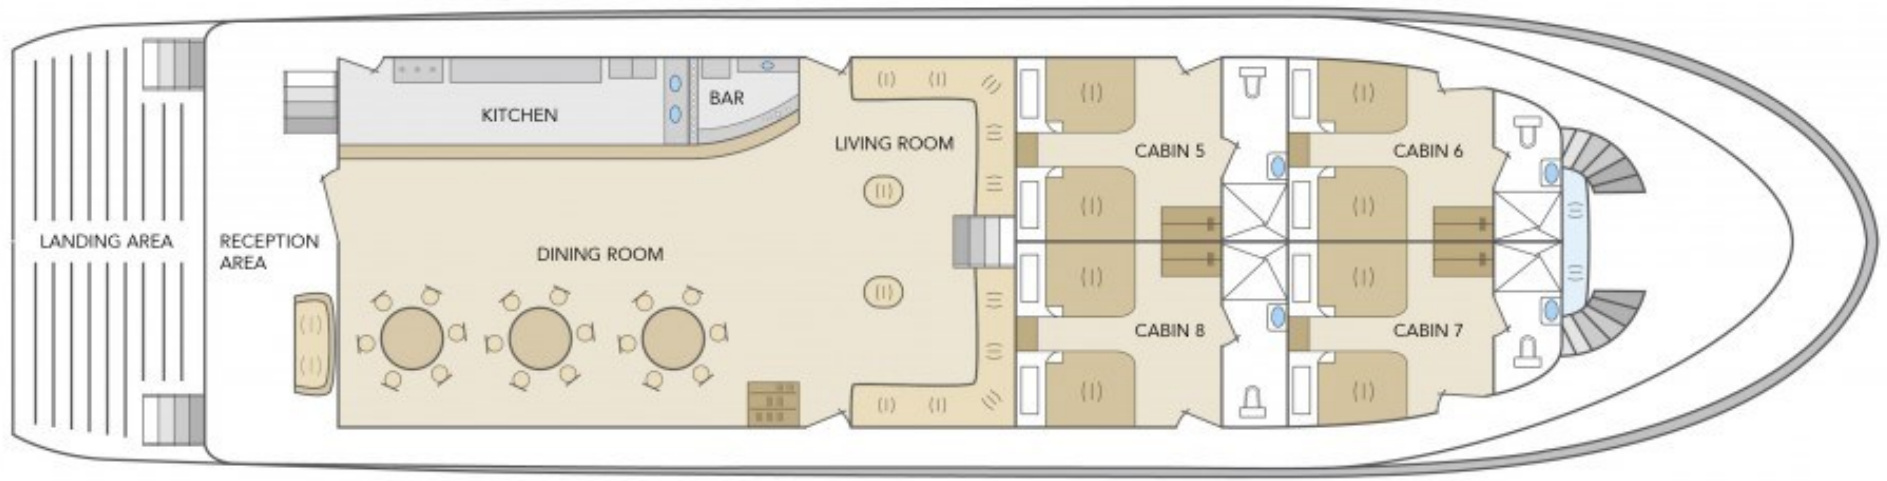 KITCHEN
BAR
LIVING ROOM
CABIN 5
CABIN 6
LANDING AREA
RECEPTION
AREA
DINING ROOM
CABIN 8
CABIN 7